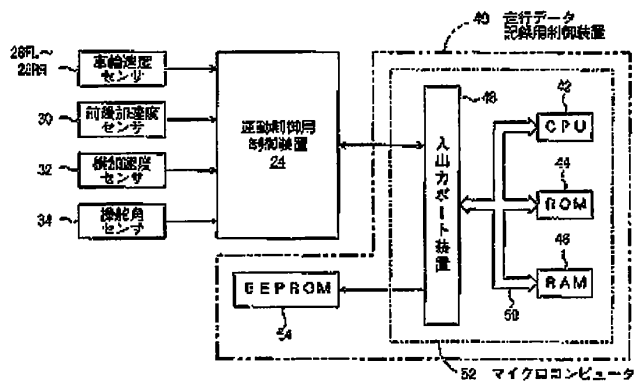 40 走行データ
記録用制御装置
28FL〜
28RR
車輪速度
センサ
30
前後加速度
センサ
32
横加速度
センサ
34
操舵角
センサ
運動制御用
制御装置
24
48
入出力ポート装置
42
CPU
44
ROM
46
RAM
50
EEPROM
54
52 マイクロコンピュータ